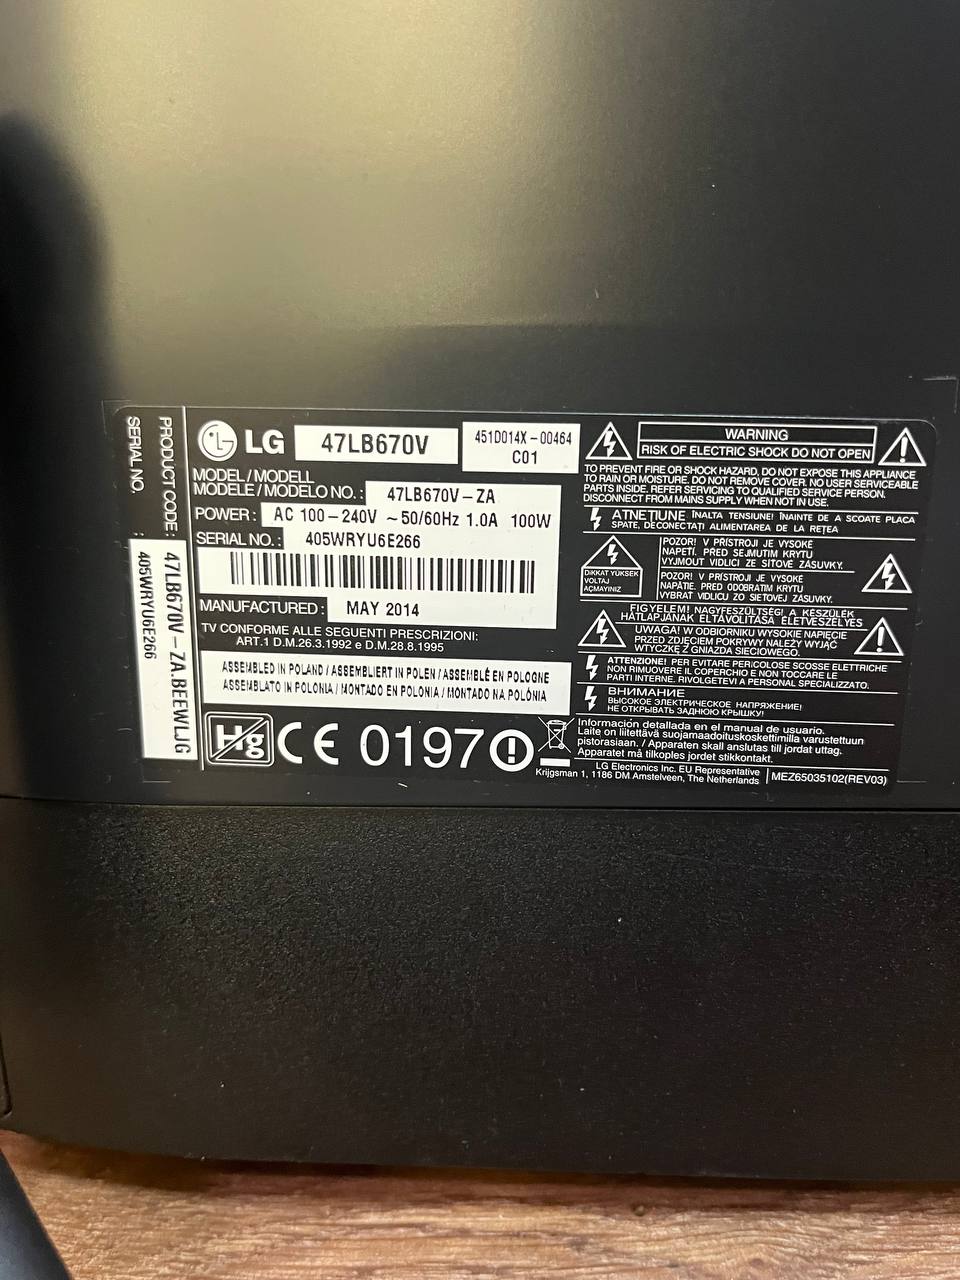 PRODUCT CODE : 47LB670V-ZA.BEEWLJG
SERIAL NO. : 405WRYU6E266
LG 47LB670V
451D014X-00464
C01
MODEL / MODELL
MODELE / MODELO NO. : 47LB670V-ZA
POWER : AC 100-240V ~50/60Hz 1.0A 100W
SERIAL NO. : 405WRYU6E266
MANUFACTURED : MAY 2014
TV CONFORME ALLE SEGUENTI PRESCRIZIONI:
ART.1 D.M.26.3.1992 e D.M.28.8.1995
ASSEMBLED IN POLAND / ASSEMBLIERT IN POLEN / ASSEMBLÉ EN POLOGNE
ASSEMBLATO IN POLONIA / MONTADO EN POLONIA / MONTADO NA POLÓNIA
Hg CE 0197
WARNING
RISK OF ELECTRIC SHOCK DO NOT OPEN
TO PREVENT FIRE OR SHOCK HAZARD, DO NOT EXPOSE THIS APPLIANCE
TO RAIN OR MOISTURE. DO NOT REMOVE COVER. NO USER SERVICEABLE
PARTS INSIDE. REFER SERVICING TO QUALIFIED SERVICE PERSON.
DISCONNECT FROM MAINS SUPPLY WHEN NOT IN USE.
ATNEŢIUNE ÎNALTA TENSIUNE! ÎNAINTE DE A SCOATE PLACA
SPATE, DECONECTAŢI ALIMENTAREA DE LA REŢEA
DİKKAT YÜKSEK
VOLTAJ
AÇMAYINIZ
POZOR! V PŘÍSTROJI JE VYSOKÉ
NAPĚTÍ. PŘED SEJMUTIM KRYTU
VYJMOUT VIDLICI ZE SÍŤOVÉ ZÁSUVKY.
POZOR! V PRÍSTROJI JE VYSOKÉ
NAPÄTIE. PRED ODOBRATIM KRYTU
VYBRAT VIDLICU ZO SIEŤOVEJ ZASUVKY.
FIGYELEM! NAGYFESZÜLTSÉG! A KÉSZÜLÉK
HÁTLAPJÁNAK ELTÁVOLÍTÁSA ÉLETVESZÉLYES
UWAGA! W ODBIORNIKU WYSOKIE NAPIĘCIE
PRZED ZDJĘCIEM POKRYWY NALEŻY WYJĄĆ
WTYCZKĘ Z GNIAZDA SIECIOWEGO.
ATTENZIONE! PER EVITARE PERICOLOSE SCOSSE ELETTRICHE
NON RIMUOVERE IL COPERCHIO E NON TOCCARE LE
PARTI INTERNE. RIVOLGETEVI A PERSONAL SPECIALIZZATO.
ВНИМАНИЕ
ВЫСОКОЕ ЭЛЕКТРИЧЕСКОЕ НАПРЯЖЕНИЕ!
НЕ ОТКРЫВАТЬ ЗАДНЮЮ КРЫШКУ!
Información detallada en el manual de usuario.
Laite on liitettävä suojamaadoituskoskettimilla varustettuun
pistorasiaan. / Apparaten skall anslutas till jordat uttag.
Apparatet må tilkoples jordet stikkontakt.
LG Electronics Inc. EU Representative
Krijgsman 1, 1186 DM Amstelveen, The Netherlands
MEZ65035102(REV03)